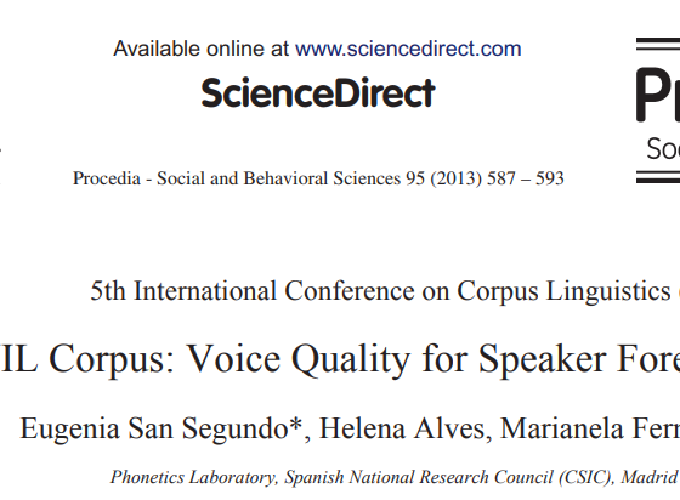 Available online at www.sciencedirect.com
ScienceDirect
Soc
Procedia - Social and Behavioral Sciences 95 (2013) 587 – 593
5th International Conference on Corpus Linguistics
IL Corpus: Voice Quality for Speaker Fore
Eugenia San Segundo*, Helena Alves, Marianela Fern
Phonetics Laboratory, Spanish National Research Council (CSIC), Madrid